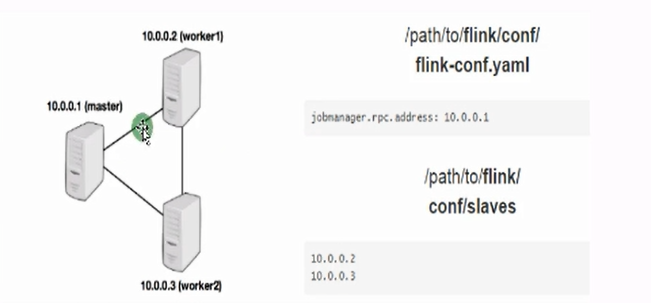 10.0.0.2 (worker1)
10.0.0.1 (master)
10.0.0.3 (worker2)
/path/to/flink/conf/
flink-conf.yaml
jobmanager.rpc.address: 10.0.0.1
/path/to/flink/
conf/slaves
10.0.0.2
10.0.0.3